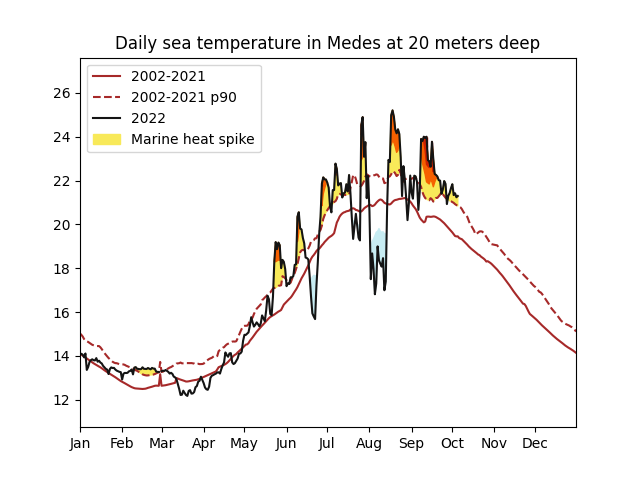 Daily sea temperature in Medes at 20 meters deep
2002-2021
2002-2021 p90
2022
Marine heat spike
26
24
22
20
18
16
14
12
Jan Feb Mar Apr May Jun Jul Aug Sep Oct Nov Dec